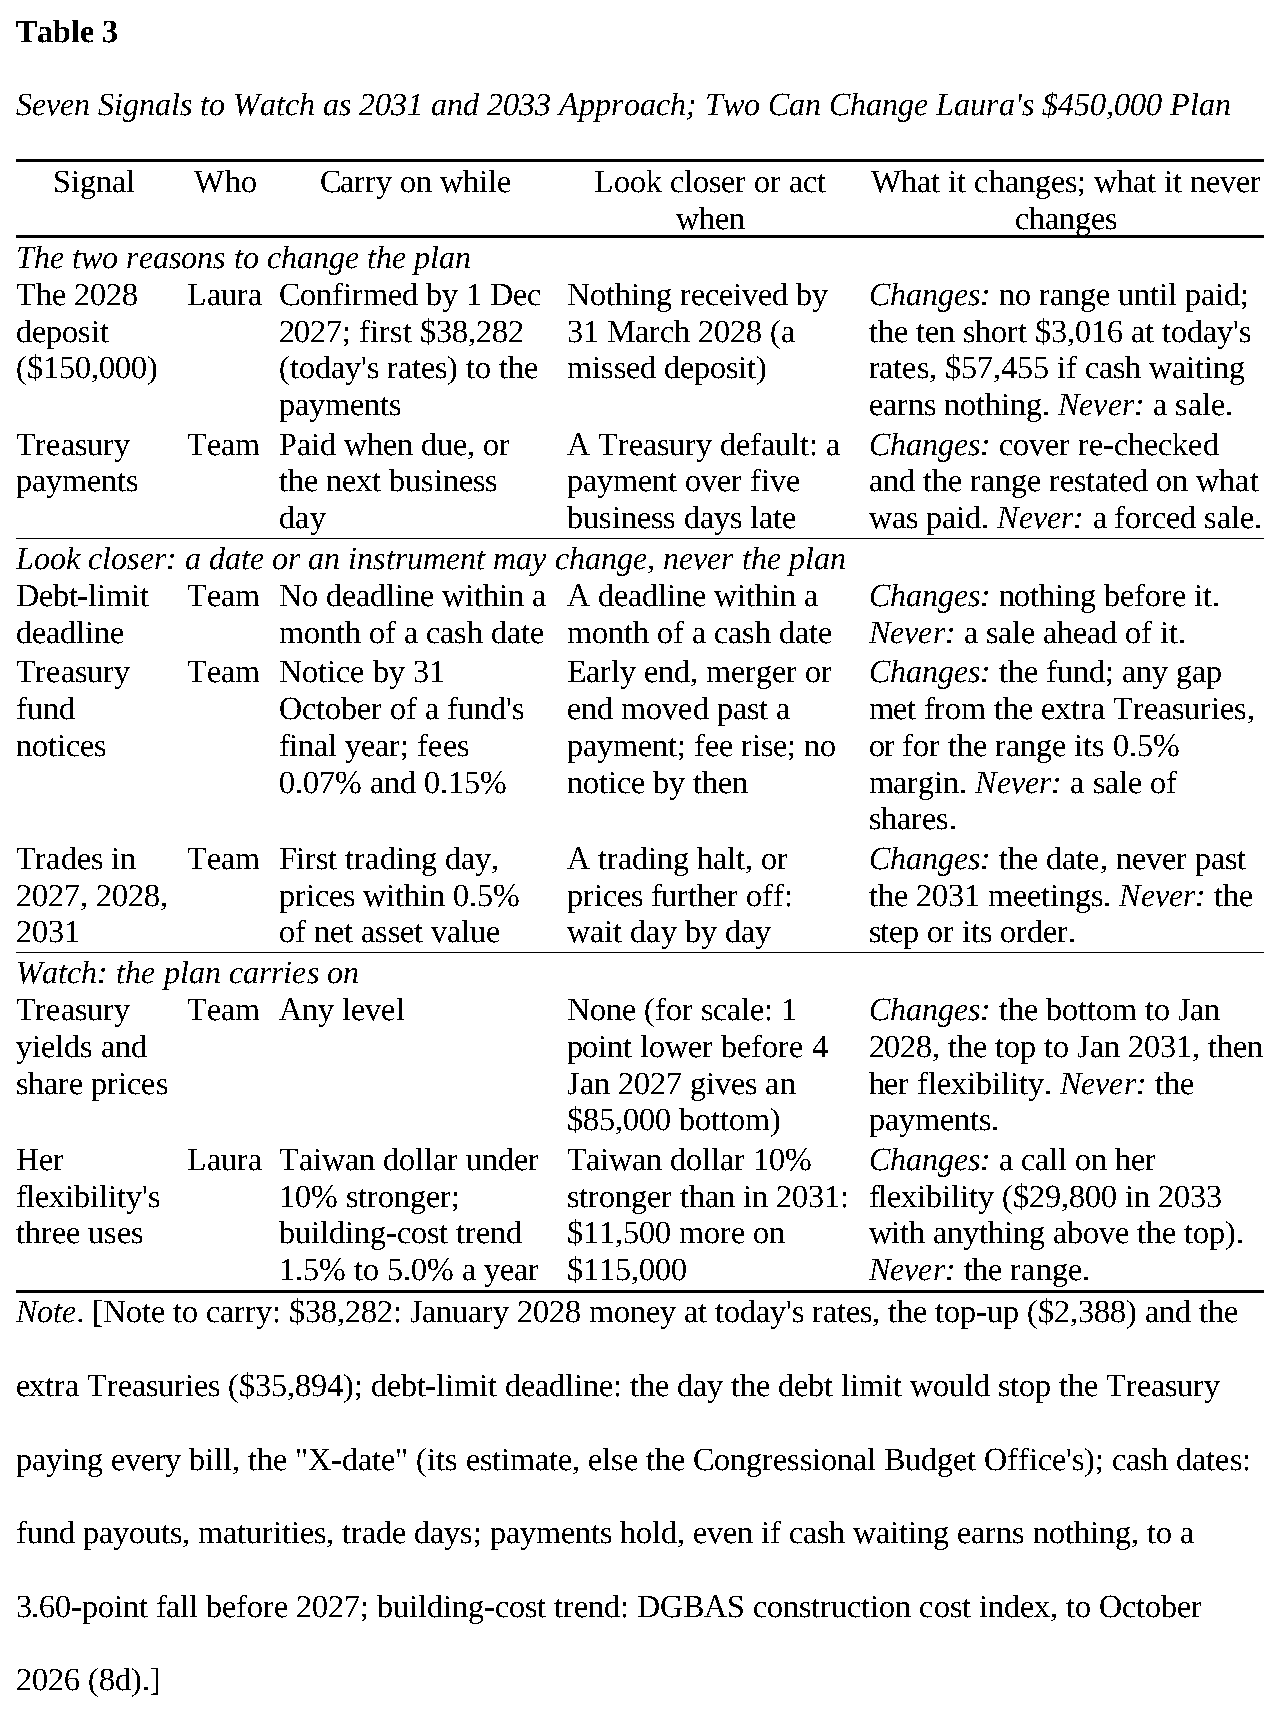 Table 3
Seven Signals to Watch as 2031 and 2033 Approach; Two Can Change Laura's $450,000 Plan
Signal Who Carry on while Look closer or act when What it changes; what it never changes
The two reasons to change the plan
The 2028 Laura Confirmed by 1 Dec Nothing received by Changes: no range until paid;
deposit 2027; first $38,282 31 March 2028 (a the ten short $3,016 at today's
($150,000) (today's rates) to the missed deposit) rates, $57,455 if cash waiting
payments earns nothing. Never: a sale.
Treasury Team Paid when due, or A Treasury default: a Changes: cover re-checked
payments the next business payment over five and the range restated on what
day business days late was paid. Never: a forced sale.
Look closer: a date or an instrument may change, never the plan
Debt-limit Team No deadline within a A deadline within a Changes: nothing before it.
deadline month of a cash date month of a cash date Never: a sale ahead of it.
Treasury Team Notice by 31 Early end, merger or Changes: the fund; any gap
fund October of a fund's end moved past a met from the extra Treasuries,
notices final year; fees payment; fee rise; no or for the range its 0.5%
0.07% and 0.15% notice by then margin. Never: a sale of
shares.
Trades in Team First trading day, A trading halt, or Changes: the date, never past
2027, 2028, prices within 0.5% prices further off: the 2031 meetings. Never: the
2031 of net asset value wait day by day step or its order.
Watch: the plan carries on
Treasury Team Any level None (for scale: 1 Changes: the bottom to Jan
yields and point lower before 4 2028, the top to Jan 2031, then
share prices Jan 2027 gives an her flexibility. Never: the
$85,000 bottom) payments.
Her Laura Taiwan dollar under Taiwan dollar 10% Changes: a call on her
flexibility's 10% stronger; stronger than in 2031: flexibility ($29,800 in 2033
three uses building-cost trend $11,500 more on with anything above the top).
1.5% to 5.0% a year $115,000 Never: the range.
Note. [Note to carry: $38,282: January 2028 money at today's rates, the top-up ($2,388) and the
extra Treasuries ($35,894); debt-limit deadline: the day the debt limit would stop the Treasury
paying every bill, the "X-date" (its estimate, else the Congressional Budget Office's); cash dates:
fund payouts, maturities, trade days; payments hold, even if cash waiting earns nothing, to a
3.60-point fall before 2027; building-cost trend: DGBAS construction cost index, to October
2026 (8d).]